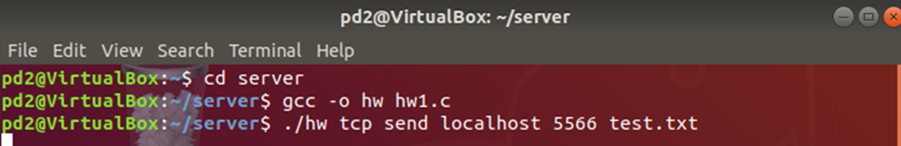 pd2@VirtualBox: ~/server
File Edit View Search Terminal Help
pd2@VirtualBox:~$ cd server
pd2@VirtualBox:~/server$ gcc -o hw hw1.c
pd2@VirtualBox:~/server$ ./hw tcp send localhost 5566 test.txt